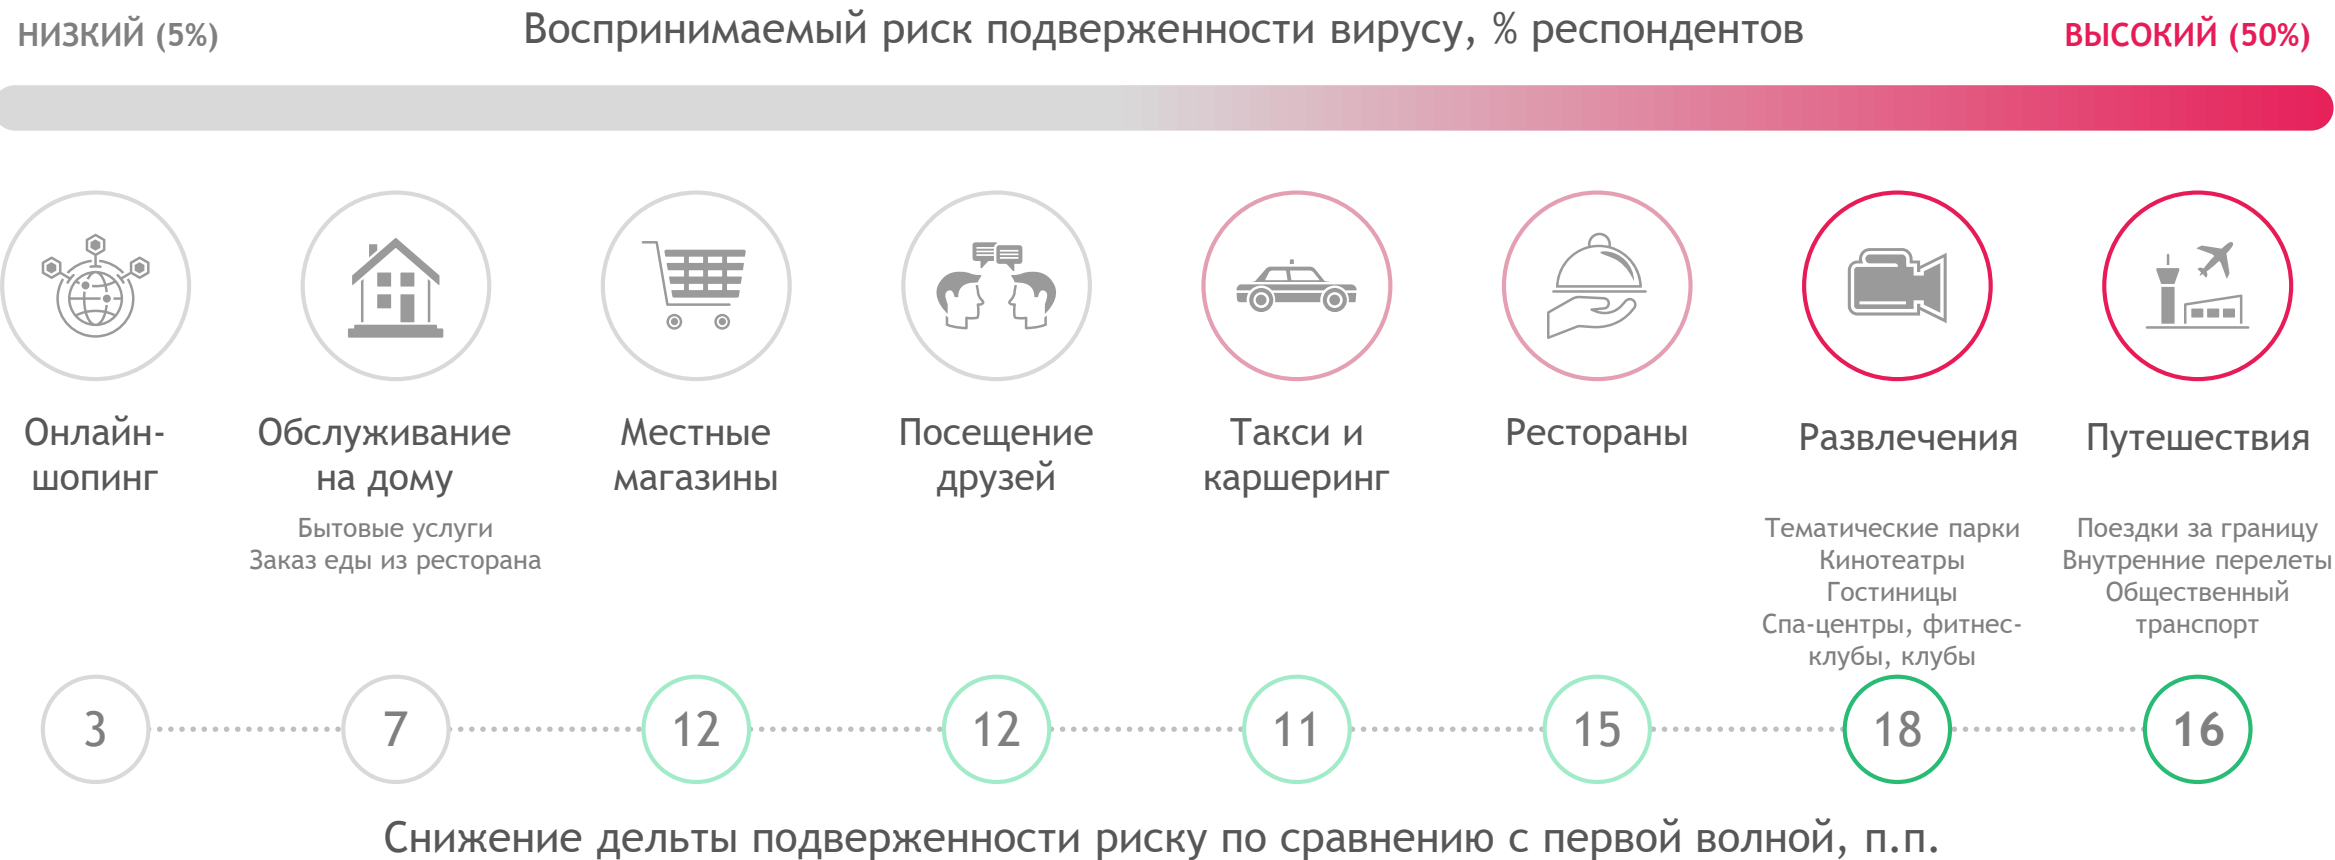 НИЗКИЙ (5%)
Воспринимаемый риск подверженности вирусу, % респондентов
ВЫСОКИЙ (50%)
Онлайн-
шопинг
Обслуживание
на дому
Бытовые услуги
Заказ еды из ресторана
Местные
магазины
Посещение
друзей
Такси и
каршеринг
Рестораны
Развлечения
Тематические парки
Кинотеатры
Гостиницы
Спа-центры, фитнес-
клубы, клубы
Путешествия
Поездки за границу
Внутренние перелеты
Общественный
транспорт
3
7
12
12
11
15
18
16
Снижение дельты подверженности риску по сравнению с первой волной, п.п.